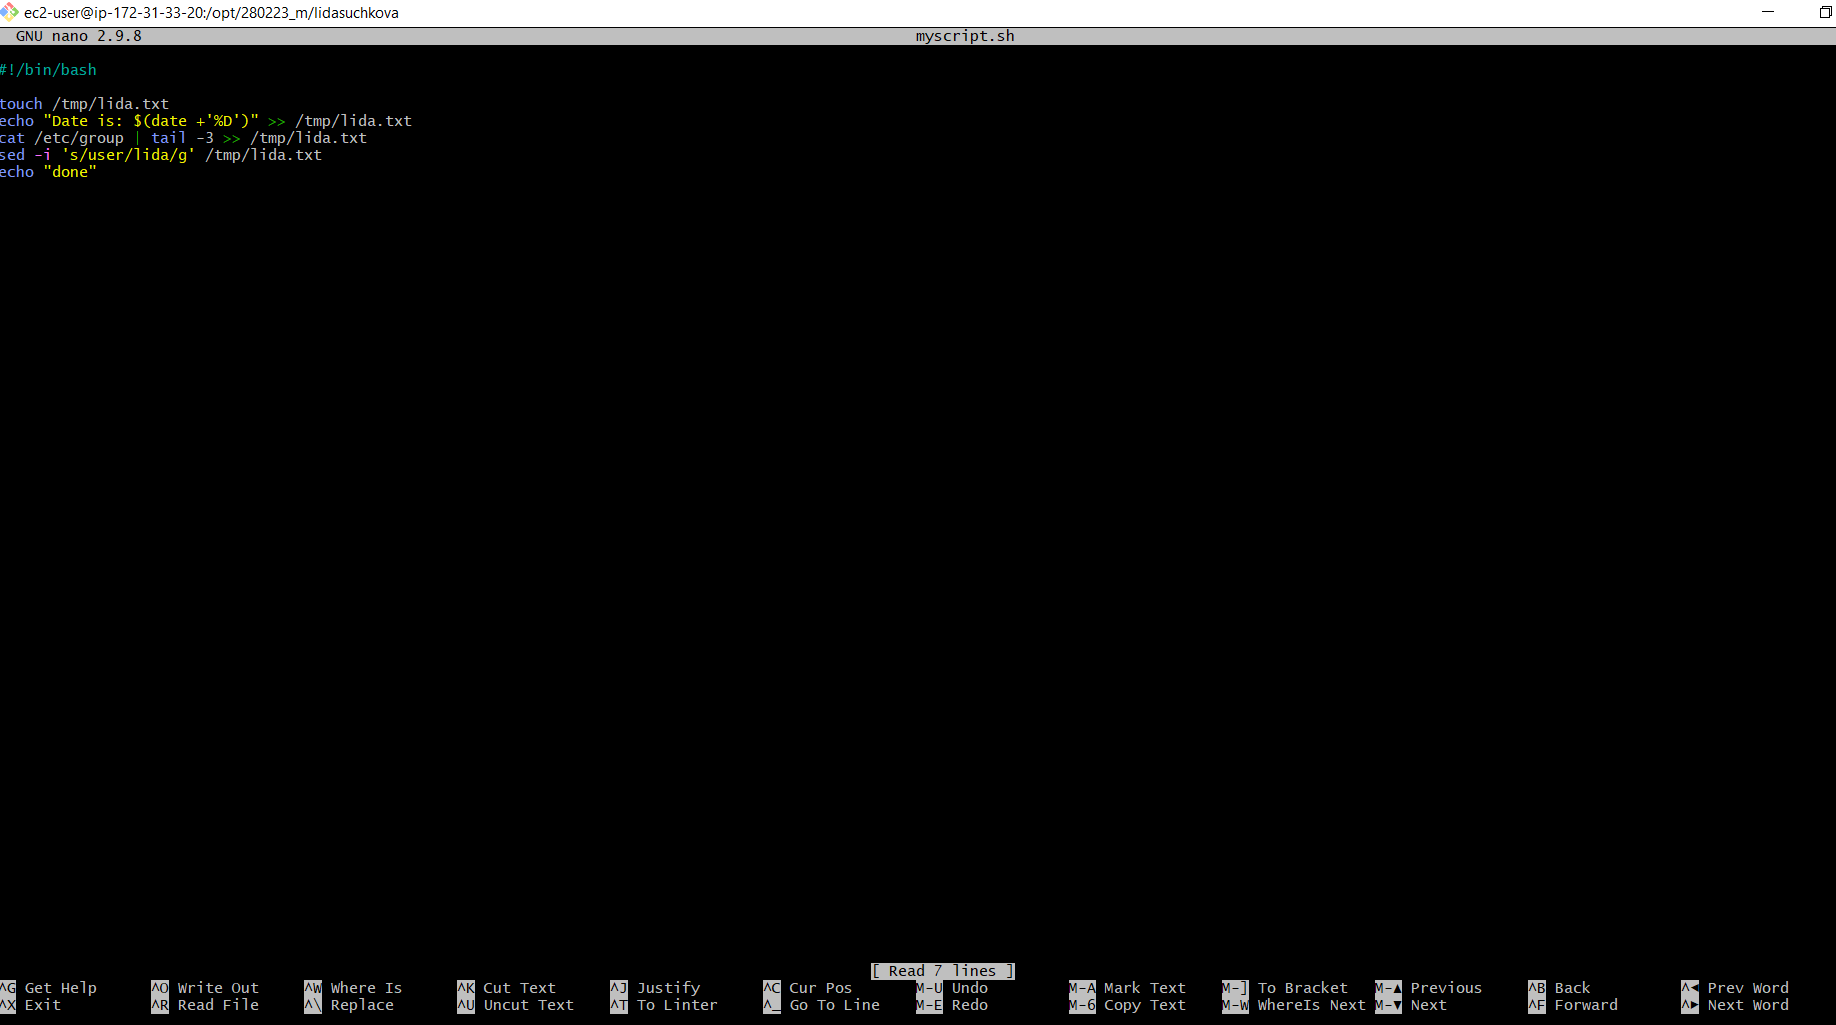 ec2-user@ip-172-31-33-20:/opt/280223_m/lidasuchkova
GNU nano 2.9.8 myscript.sh
#!/bin/bash
touch /tmp/lida.txt
echo "Date is: $(date +'%D')" >> /tmp/lida.txt
cat /etc/group | tail -3 >> /tmp/lida.txt
sed -i 's/user/lida/g' /tmp/lida.txt
echo "done"
[ Read 7 lines ]
^G Get Help ^O Write Out ^W Where Is ^K Cut Text ^J Justify ^C Cur Pos M-U Undo M-A Mark Text M-] To Bracket M-▲ Previous ^B Back ^◄ Prev Word
^X Exit ^R Read File ^\ Replace ^U Uncut Text ^T To Linter ^_ Go To Line M-E Redo M-6 Copy Text M-W WhereIs Next M-▼ Next ^F Forward ^► Next Word